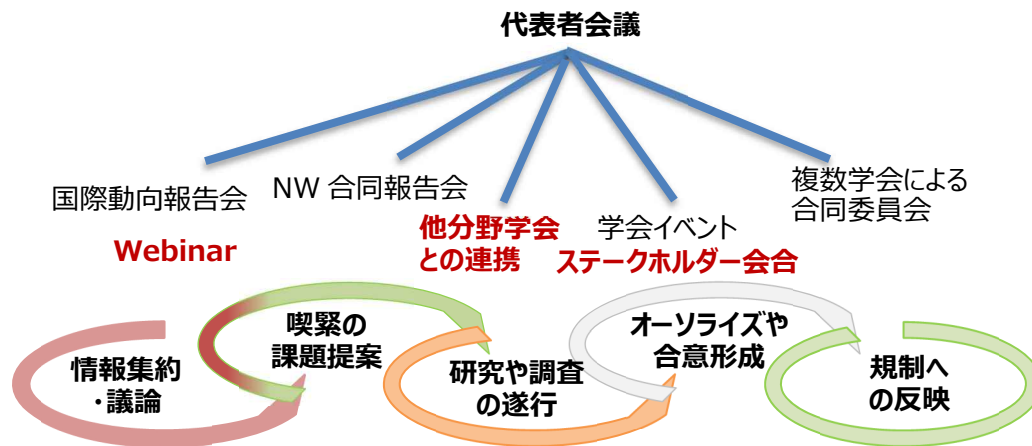 代表者会議
国際動向報告会
Webinar
NW 合同報告会
他分野学会
との連携
学会イベント
ステークホルダー会合
複数学会による
合同委員会
情報集約
・議論
喫緊の
課題提案
研究や調査
の遂行
オーソライズや
合意形成
規制へ
の反映